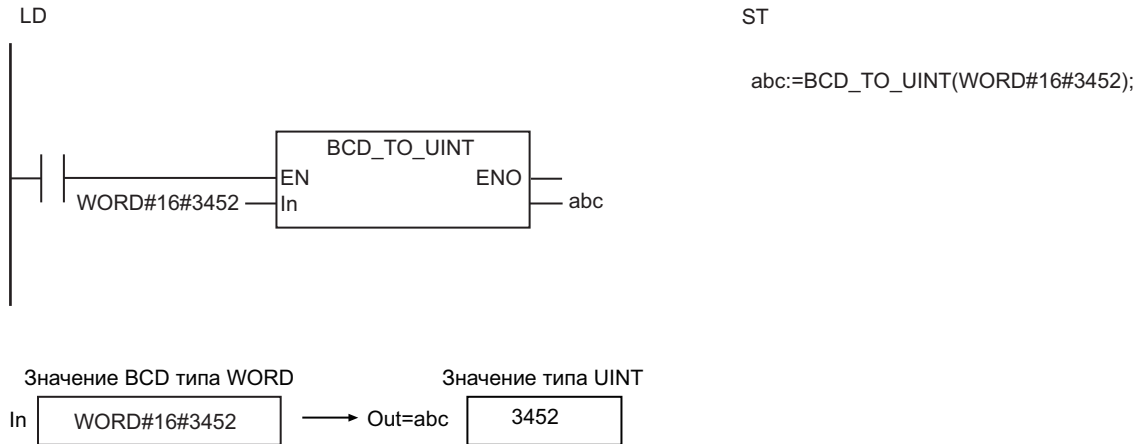 LD
ST
abc:=BCD_TO_UINT(WORD#16#3452);
BCD_TO_UINT
EN ENO
WORD#16#3452 In abc
Значение BCD типа WORD Значение типа UINT
In WORD#16#3452 Out=abc 3452